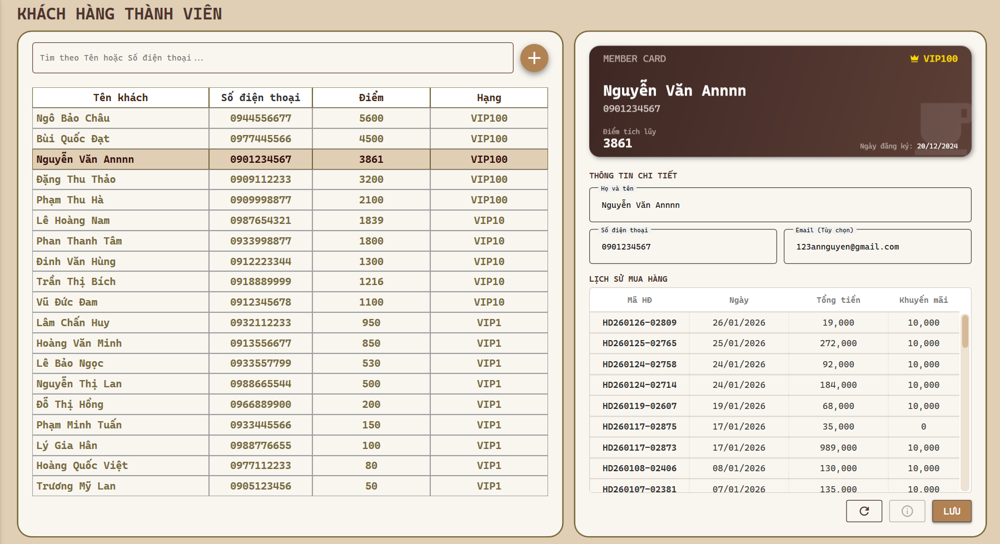 KHÁCH HÀNG THÀNH VIÊN
Tìm theo Tên hoặc Số điện thoại...
Tên khách Số điện thoại Điểm Hạng
Ngô Bảo Châu 0944556677 5600 VIP100
Bùi Quốc Đạt 0977445566 4500 VIP100
Nguyễn Văn Annnn 0901234567 3861 VIP100
Đặng Thu Thảo 0909112233 3200 VIP100
Phạm Thu Hà 0909998877 2100 VIP100
Lê Hoàng Nam 0987654321 1839 VIP10
Phan Thanh Tâm 0933998877 1800 VIP10
Đinh Văn Hùng 0912223344 1300 VIP10
Trần Thị Bích 0918889999 1216 VIP10
Vũ Đức Đam 0912345678 1100 VIP10
Lâm Chấn Huy 0932112233 950 VIP1
Hoàng Văn Minh 0913556677 850 VIP1
Lê Bảo Ngọc 0933557799 530 VIP1
Nguyễn Thị Lan 0988665544 500 VIP1
Đỗ Thị Hồng 0966889900 200 VIP1
Phạm Minh Tuấn 0933445566 150 VIP1
Lý Gia Hân 0988776655 100 VIP1
Hoàng Quốc Việt 0977112233 80 VIP1
Trương Mỹ Lan 0905123456 50 VIP1
MEMBER CARD VIP100
Nguyễn Văn Annnn
0901234567
Điểm tích lũy
3861
Ngày đăng ký: 20/12/2024
THÔNG TIN CHI TIẾT
Họ và tên
Nguyễn Văn Annnn
Số điện thoại Email (Tùy chọn)
0901234567 123annguyen@gmail.com
LỊCH SỬ MUA HÀNG
Mã HĐ Ngày Tổng tiền Khuyến mãi
HD260126-02809 26/01/2026 19,000 10,000
HD260125-02765 25/01/2026 272,000 10,000
HD260124-02758 24/01/2026 92,000 10,000
HD260124-02714 24/01/2026 184,000 10,000
HD260119-02607 19/01/2026 68,000 10,000
HD260117-02875 17/01/2026 35,000 0
HD260117-02873 17/01/2026 989,000 10,000
HD260108-02406 08/01/2026 130,000 10,000
HD260107-02381 07/01/2026 135,000 10,000
LƯU